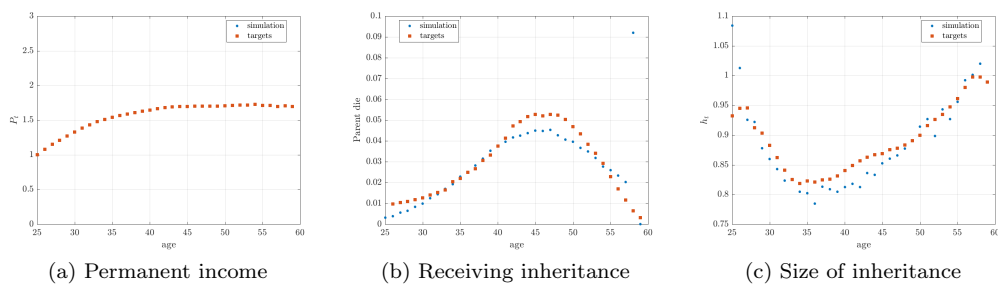 3
2.5
2
1.5
1
0.5
0
P_t
simulation
targets
25 30 35 40 45 50 55 60
age
(a) Permanent income
0.1
0.09
0.08
0.07
0.06
0.05
0.04
0.03
0.02
0.01
0
Parent die
simulation
targets
25 30 35 40 45 50 55 60
age
(b) Receiving inheritance
1.1
1.05
1
0.95
0.9
0.85
0.8
0.75
h_t
simulation
targets
25 30 35 40 45 50 55 60
age
(c) Size of inheritance